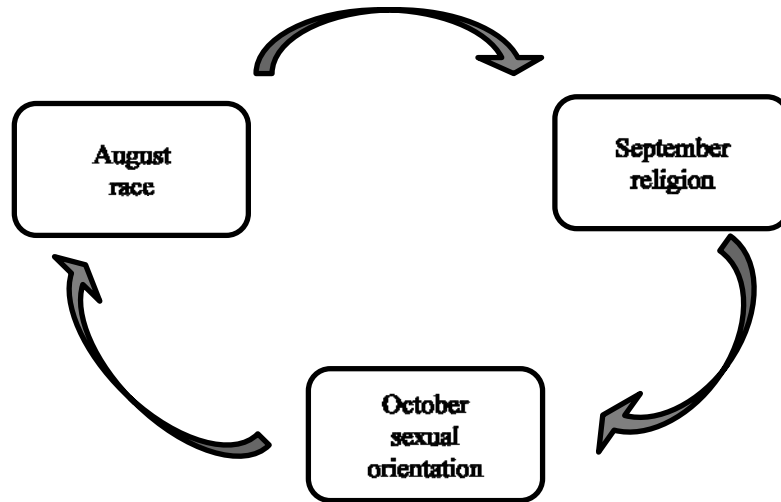 August
race
September
religion
October
sexual
orientation